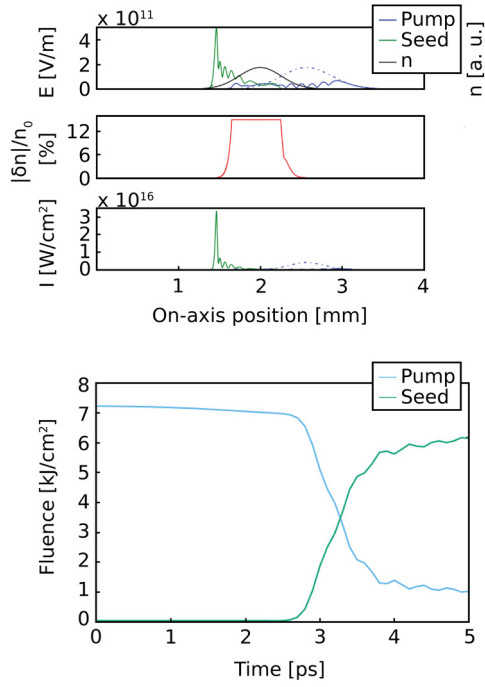 x 10¹¹
E [V/m]
4
2
0
Pump
Seed
n
n [a. u.]
|δn|/n₀
[%]
12
6
0
x 10¹⁶
I [W/cm²]
3
2
1
0
1
2
3
4
On-axis position [mm]
Pump
Seed
Fluence [kJ/cm²]
8
7
6
5
4
3
2
1
0
0
1
2
3
4
5
Time [ps]